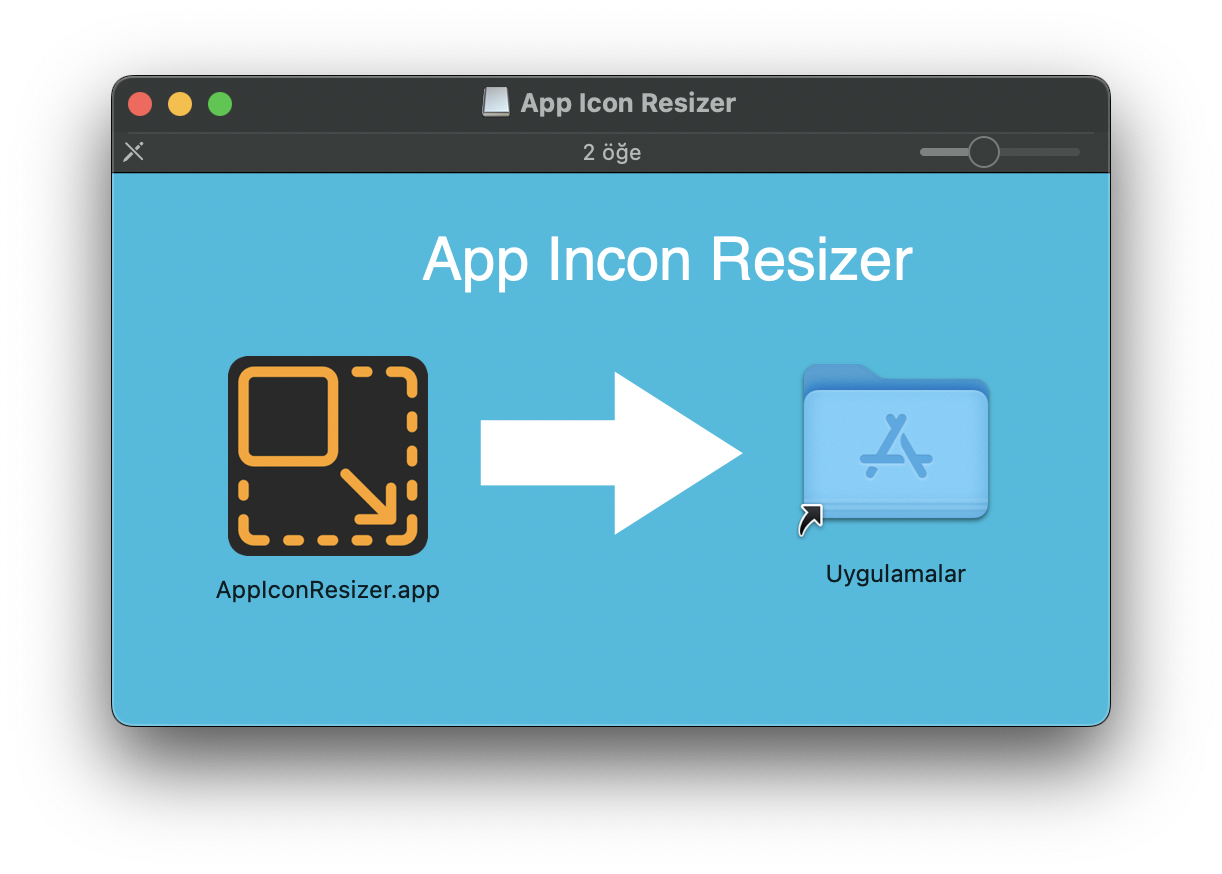 App Icon Resizer
2 öğe
App Incon Resizer
AppIconResizer.app
Uygulamalar